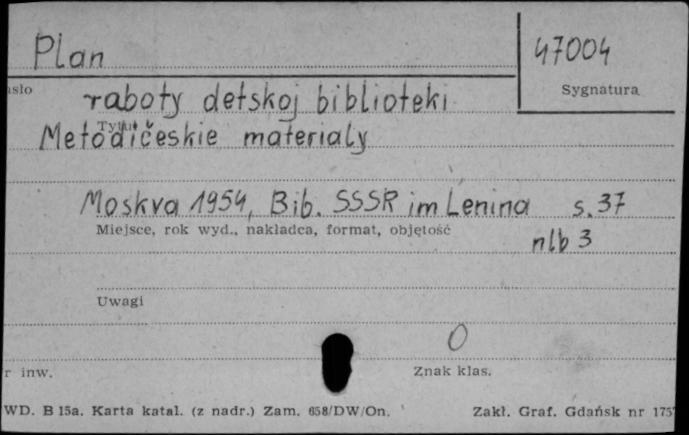 Plan
47004
Sygnatura
asło
raboty detskoj biblioteki
Tytuł
Metodičeskie materialy
Moskva 1954, Bib. SSSR im Lenina s. 37
Miejsce, rok wyd., nakładca, format, objętość
nlb 3
Uwagi
0
r inw.
Znak klas.
WD. B 15a. Karta katal. (z nadr.) Zam. 658/DW/On.
Zakł. Graf. Gdańsk nr 175